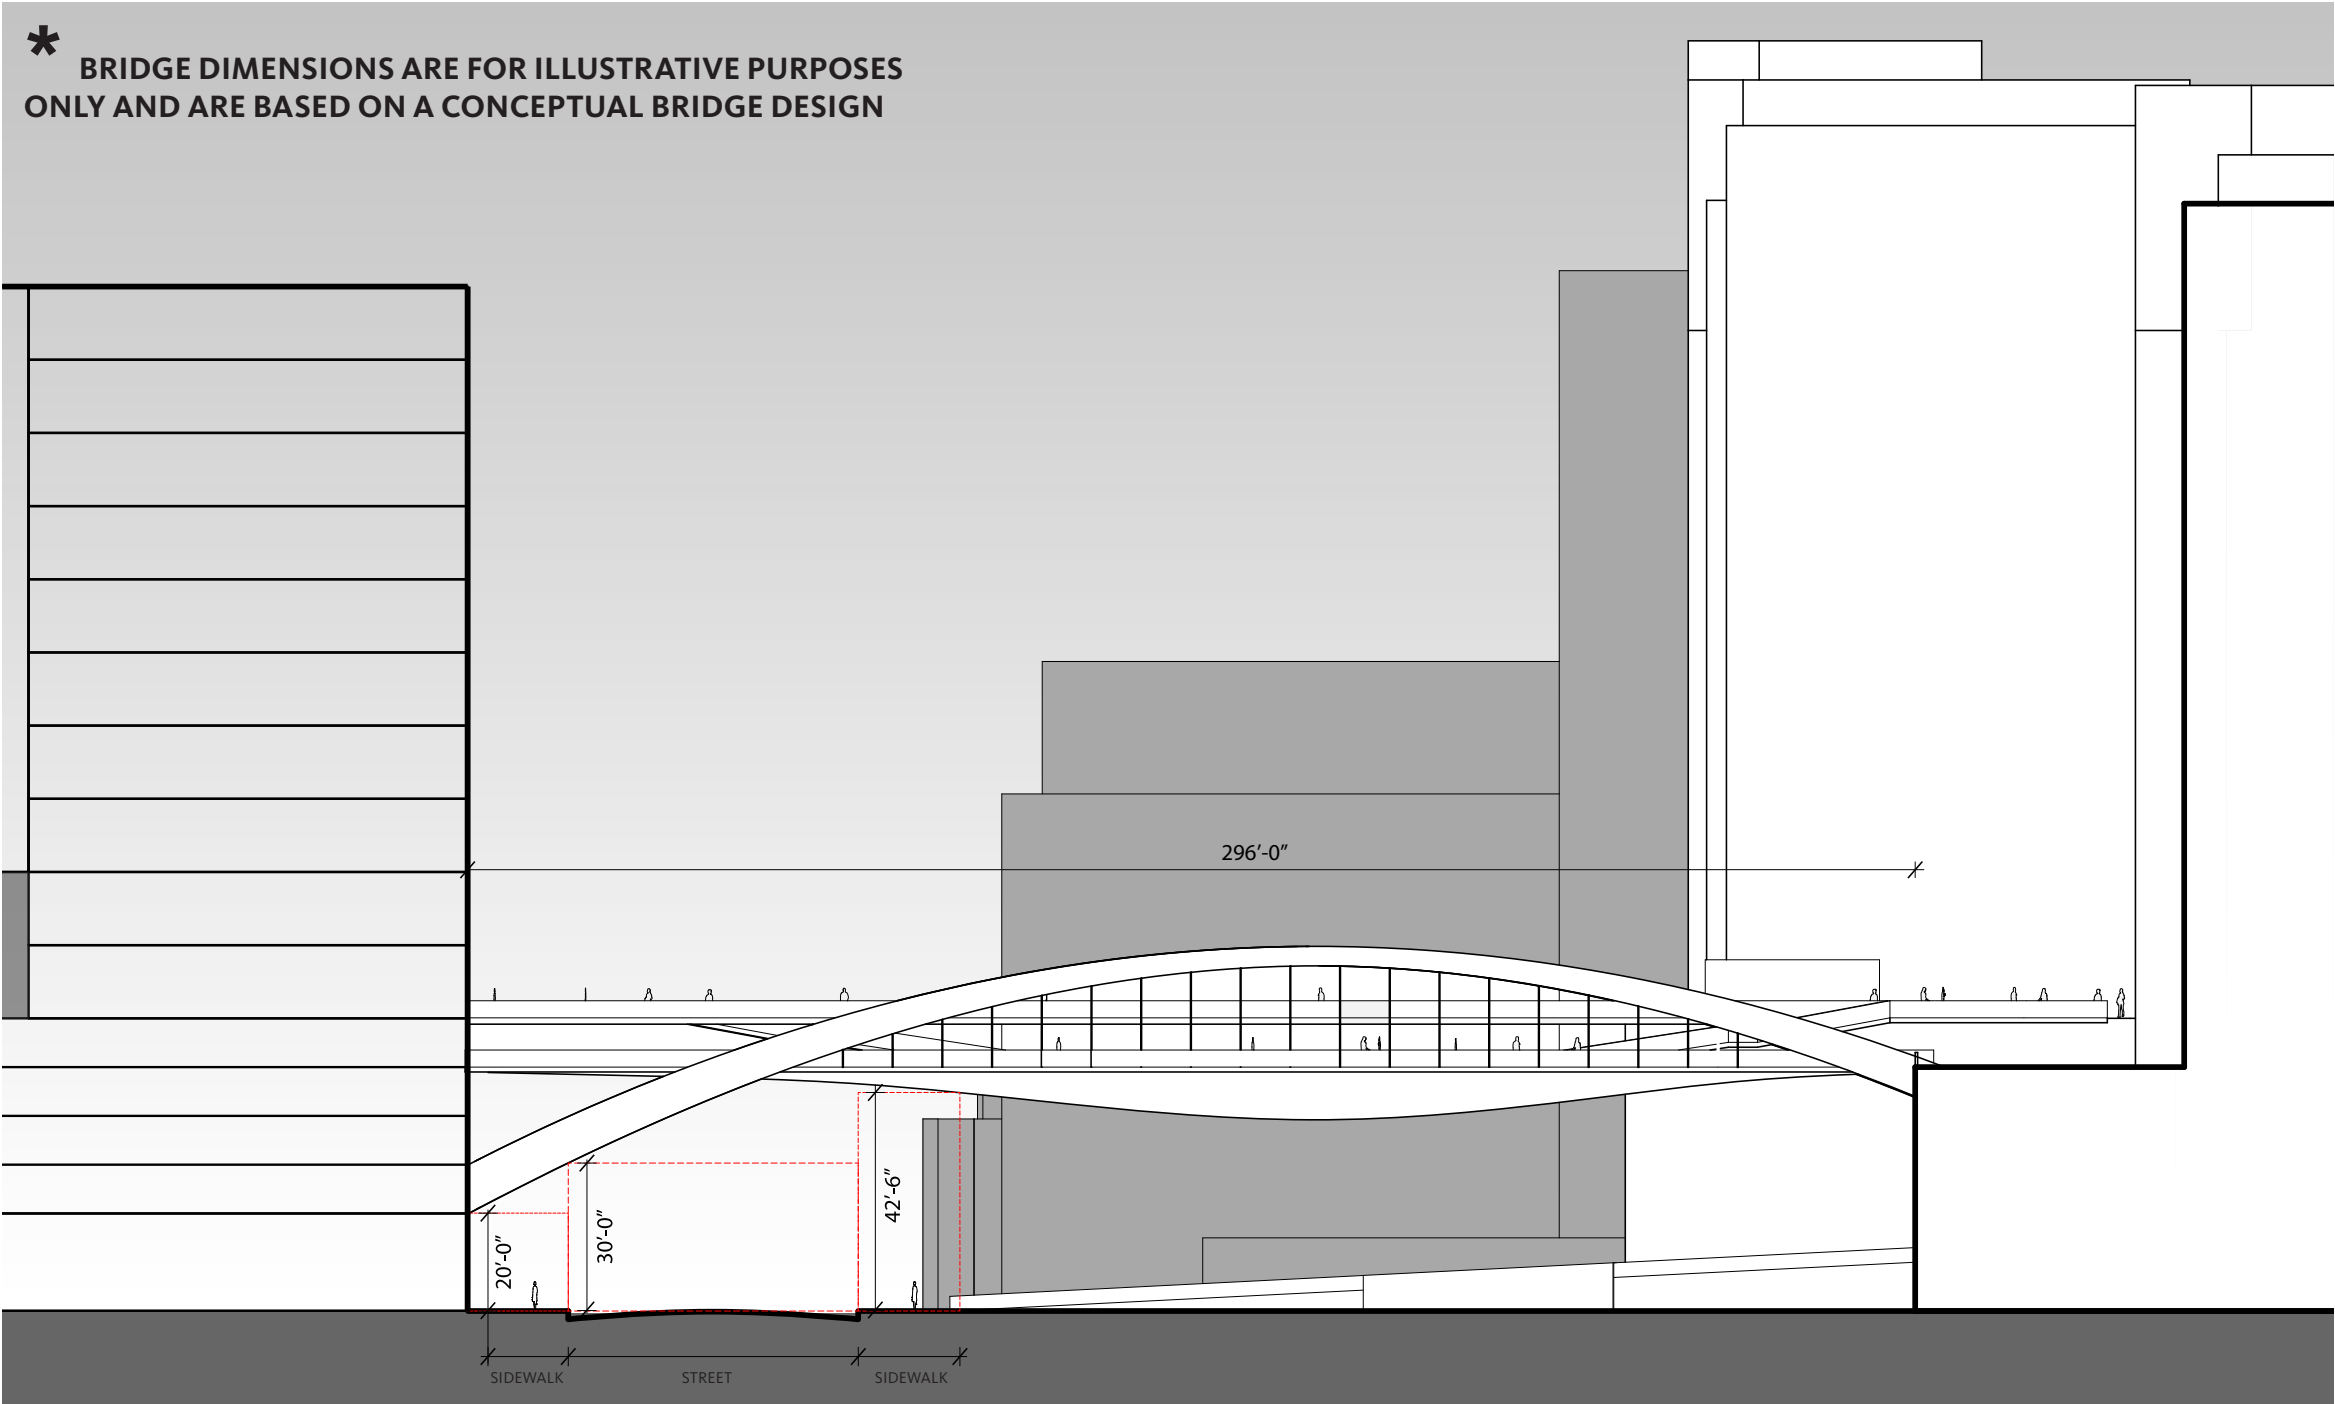 * BRIDGE DIMENSIONS ARE FOR ILLUSTRATIVE PURPOSES
ONLY AND ARE BASED ON A CONCEPTUAL BRIDGE DESIGN
296’-0”
42’-6”
30’-0”
20’-0”
SIDEWALK
STREET
SIDEWALK